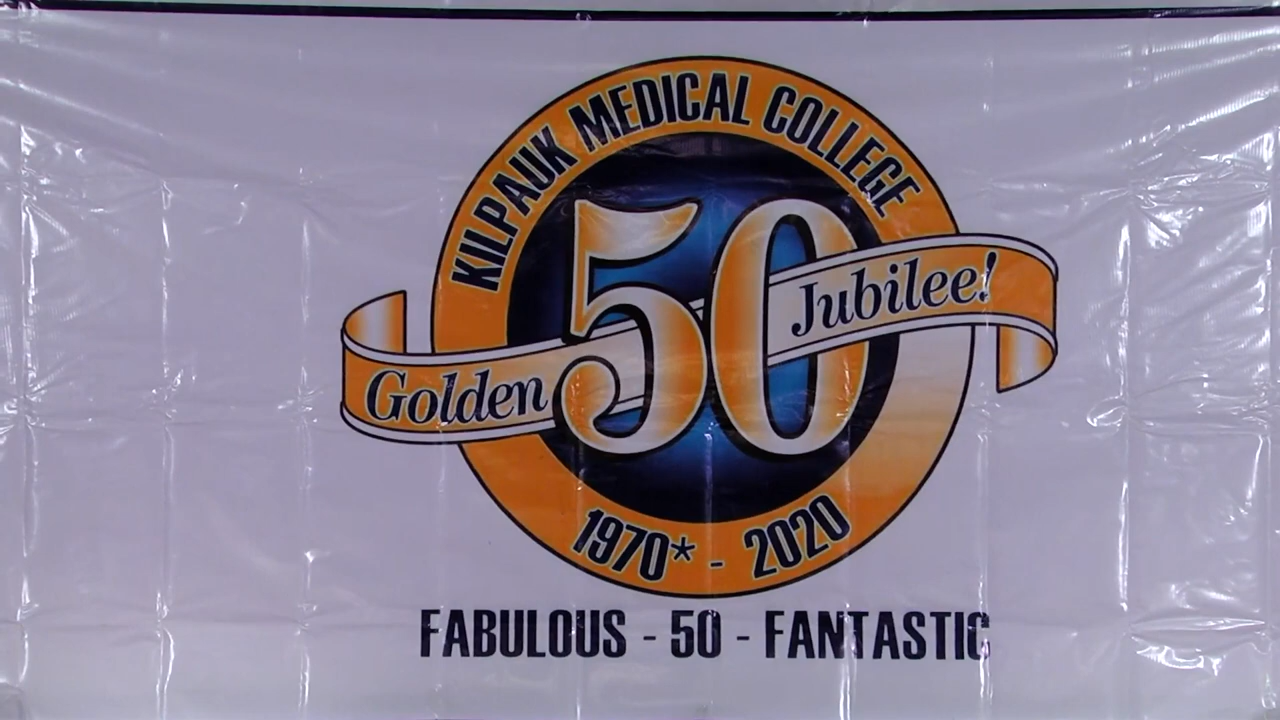 KILPAUK MEDICAL COLLEGE
50
Golden Jubilee!
1970* - 2020
FABULOUS - 50 - FANTASTIC